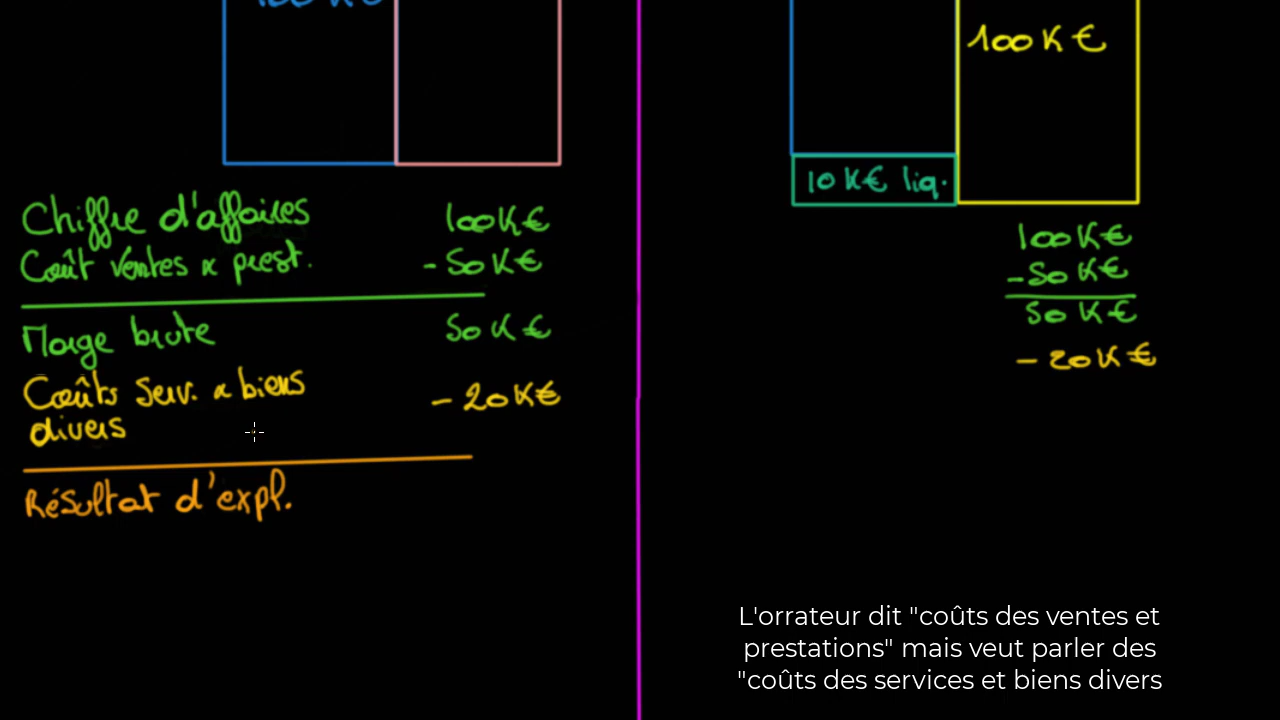 100 K €
100 K €
10 K€ liq.
Chiffre d'affaires 100 K €
Coût ventes & prest. - 50 K €
Marge brute 50 K €
Coûts serv. & biens - 20 K €
divers
Résultat d'expl.
100 K €
- 50 K €
50 K €
- 20 K €
L'orrateur dit "coûts des ventes et
prestations" mais veut parler des
"coûts des services et biens divers